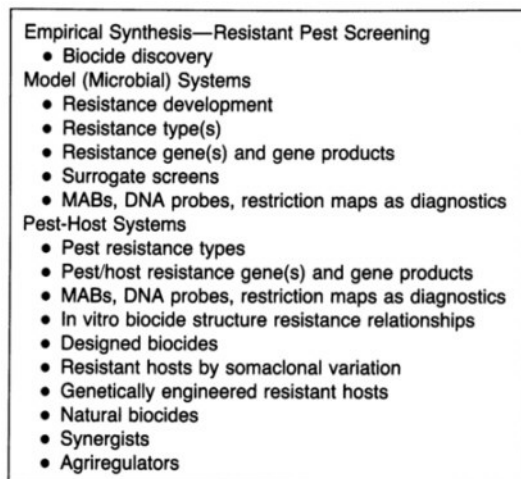 Empirical Synthesis—Resistant Pest Screening
● Biocide discovery
Model (Microbial) Systems
● Resistance development
● Resistance type(s)
● Resistance gene(s) and gene products
● Surrogate screens
● MABs, DNA probes, restriction maps as diagnostics
Pest-Host Systems
● Pest resistance types
● Pest/host resistance gene(s) and gene products
● MABs, DNA probes, restriction maps as diagnostics
● In vitro biocide structure resistance relationships
● Designed biocides
● Resistant hosts by somaclonal variation
● Genetically engineered resistant hosts
● Natural biocides
● Synergists
● Agriregulators